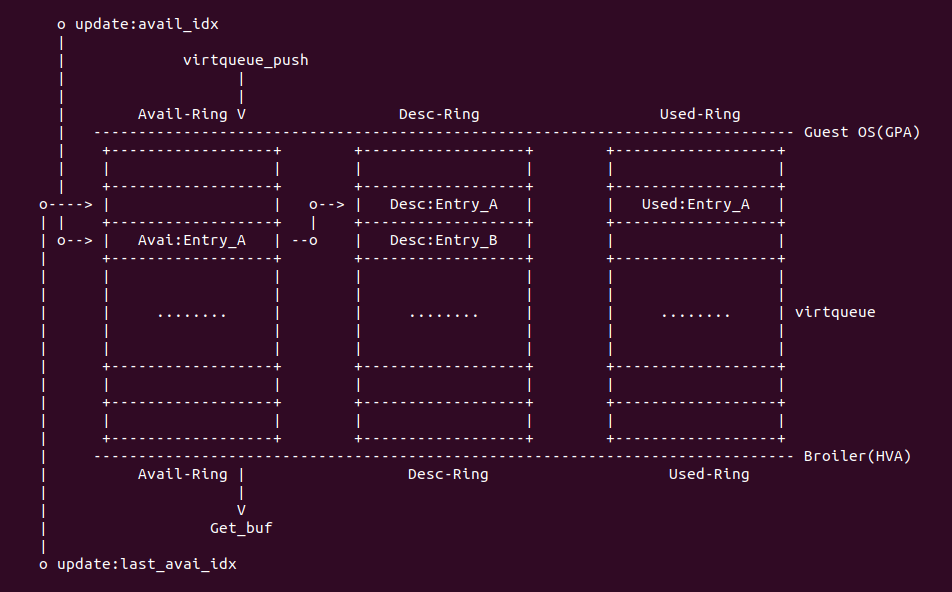 o update:avail_idx
virtqueue_push
Avail-Ring V Desc-Ring Used-Ring
Guest OS(GPA)
o----> o--> Desc:Entry_A Used:Entry_A
o--> Avai:Entry_A --o Desc:Entry_B
........ ........ ........ virtqueue
Broiler(HVA)
Avail-Ring Desc-Ring Used-Ring
V
Get_buf
o update:last_avai_idx